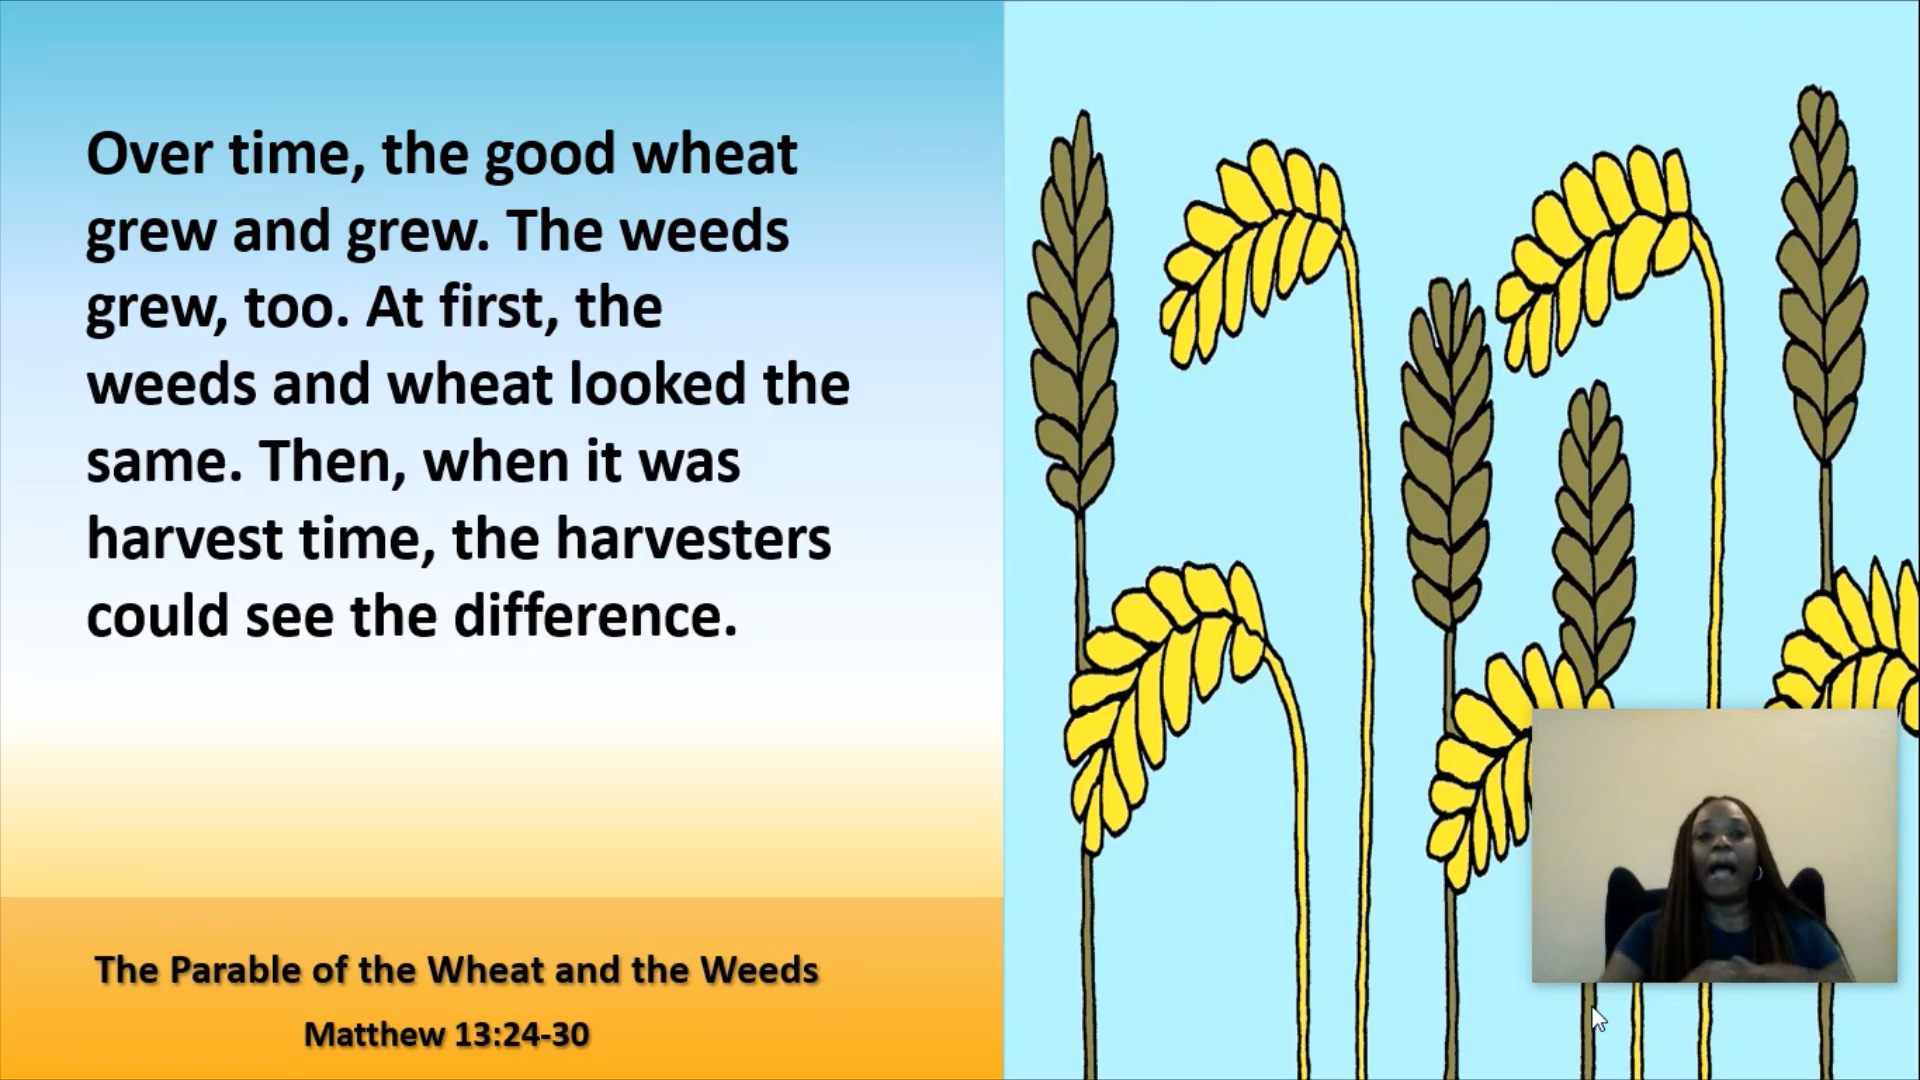 Over time, the good wheat
grew and grew. The weeds
grew, too. At first, the
weeds and wheat looked the
same. Then, when it was
harvest time, the harvesters
could see the difference.
The Parable of the Wheat and the Weeds
Matthew 13:24-30